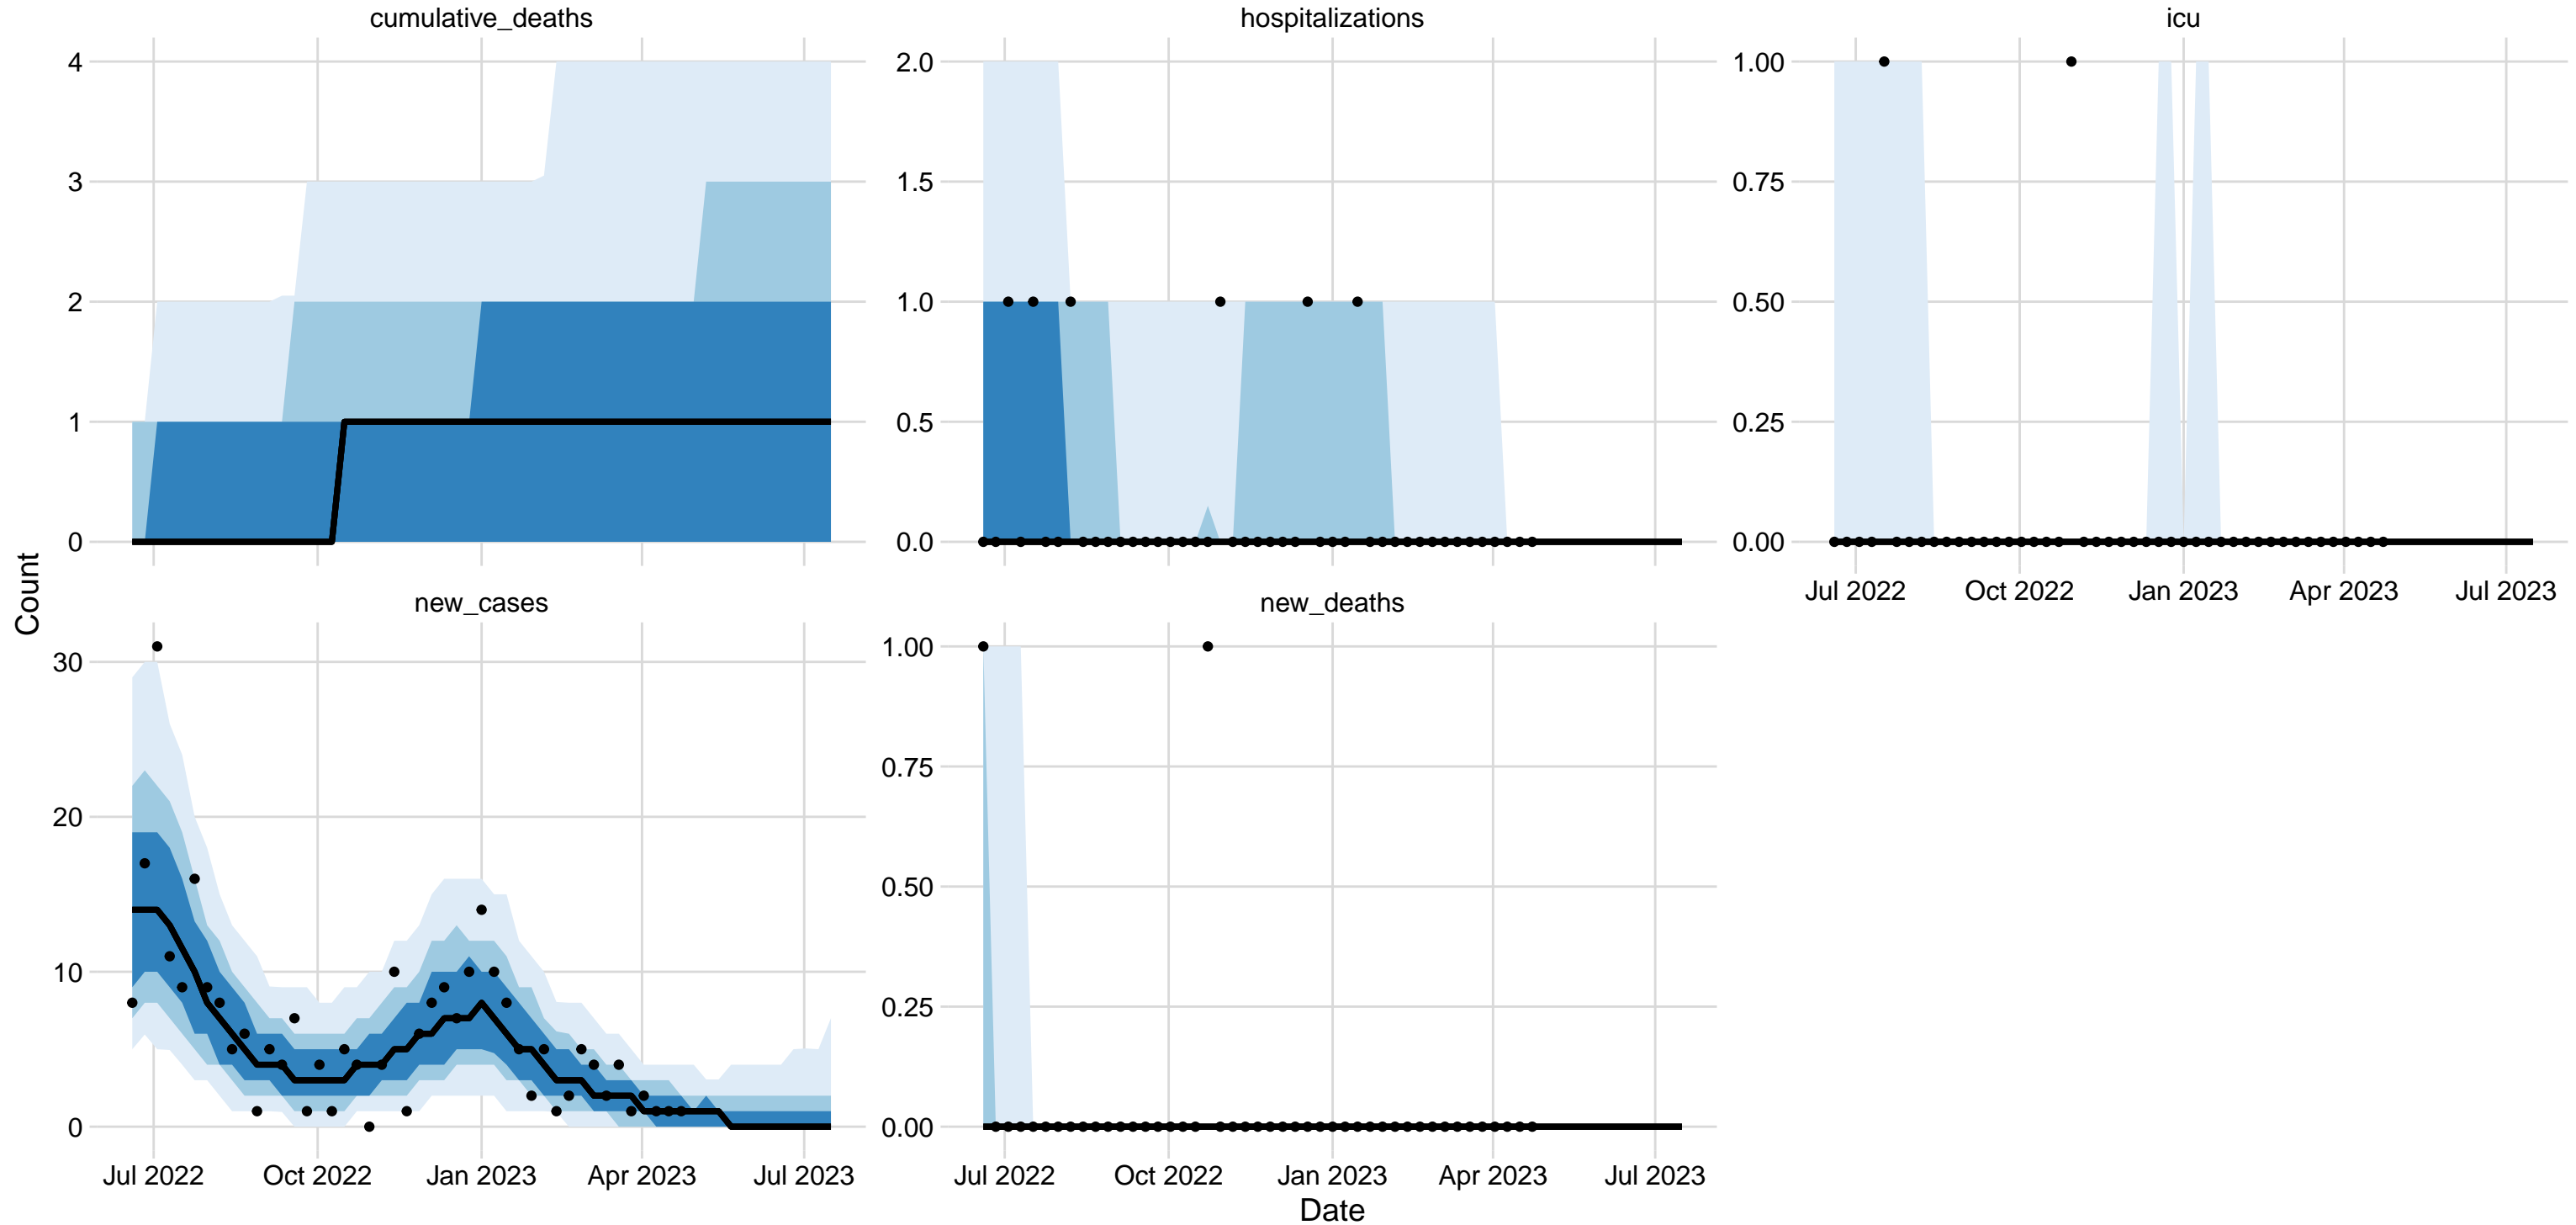 cumulative_deaths
hospitalizations
icu
4
3
2
1
0
2.0
1.5
1.0
0.5
0.0
1.00
0.75
0.50
0.25
0.00
Jul 2022 Oct 2022 Jan 2023 Apr 2023 Jul 2023
Count
new_cases
new_deaths
30
20
10
0
1.00
0.75
0.50
0.25
0.00
Jul 2022 Oct 2022 Jan 2023 Apr 2023 Jul 2023
Jul 2022 Oct 2022 Jan 2023 Apr 2023 Jul 2023
Date